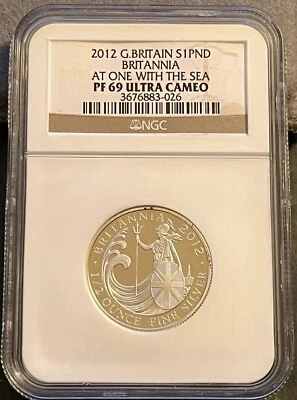 2012 G.BRITAIN S1PND
BRITANNIA
AT ONE WITH THE SEA
PF 69 ULTRA CAMEO
3676883-026
NGC
· BRITANNIA · 2012 ·
1/2 OUNCE FINE SILVER